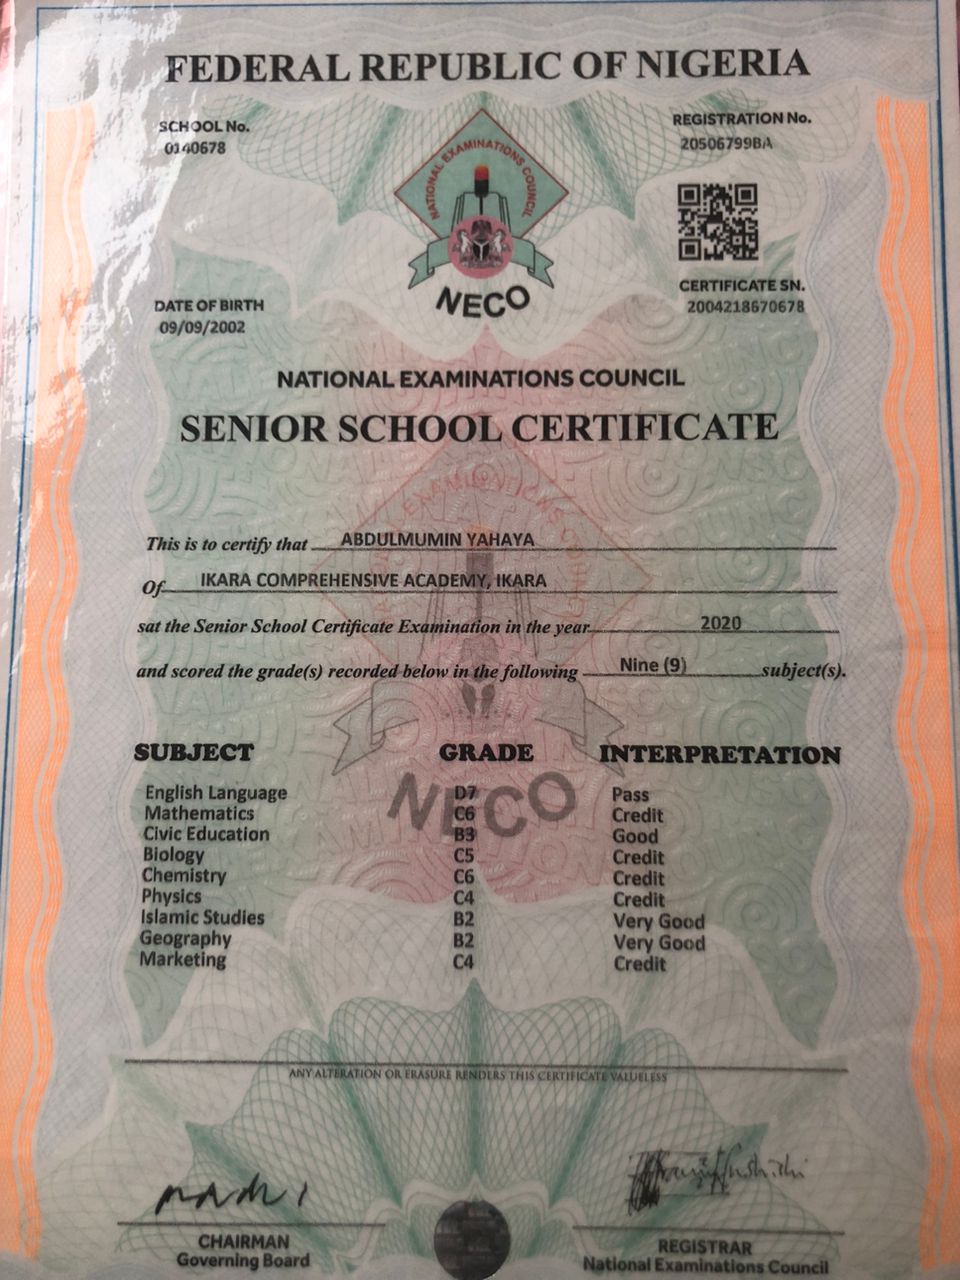 FEDERAL REPUBLIC OF NIGERIA
SCHOOL No.
0140678
REGISTRATION No.
20506799BA
NATIONAL EXAMINATIONS COUNCIL
NECO
CERTIFICATE SN.
2004218670678
DATE OF BIRTH
09/09/2002
NATIONAL EXAMINATIONS COUNCIL
SENIOR SCHOOL CERTIFICATE
This is to certify that ABDULMUMIN YAHAYA
Of IKARA COMPREHENSIVE ACADEMY, IKARA
sat the Senior School Certificate Examination in the year 2020
and scored the grade(s) recorded below in the following Nine (9) subject(s).
SUBJECT GRADE INTERPRETATION
English Language D7 Pass
Mathematics C6 Credit
Civic Education B3 Good
Biology C5 Credit
Chemistry C6 Credit
Physics C4 Credit
Islamic Studies B2 Very Good
Geography B2 Very Good
Marketing C4 Credit
NECO
ANY ALTERATION OR ERASURE RENDERS THIS CERTIFICATE VALUELESS
CHAIRMAN
Governing Board
REGISTRAR
National Examinations Council